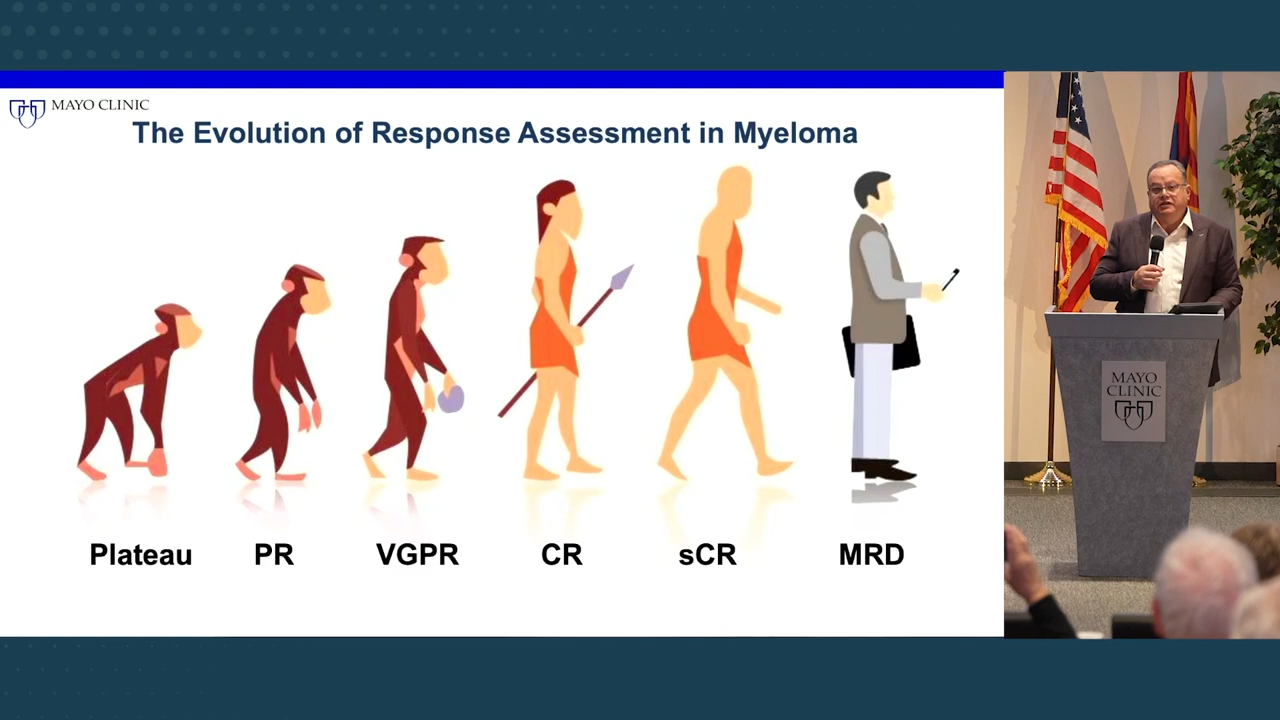 MAYO CLINIC
The Evolution of Response Assessment in Myeloma
Plateau PR VGPR CR sCR MRD
MAYO
CLINIC